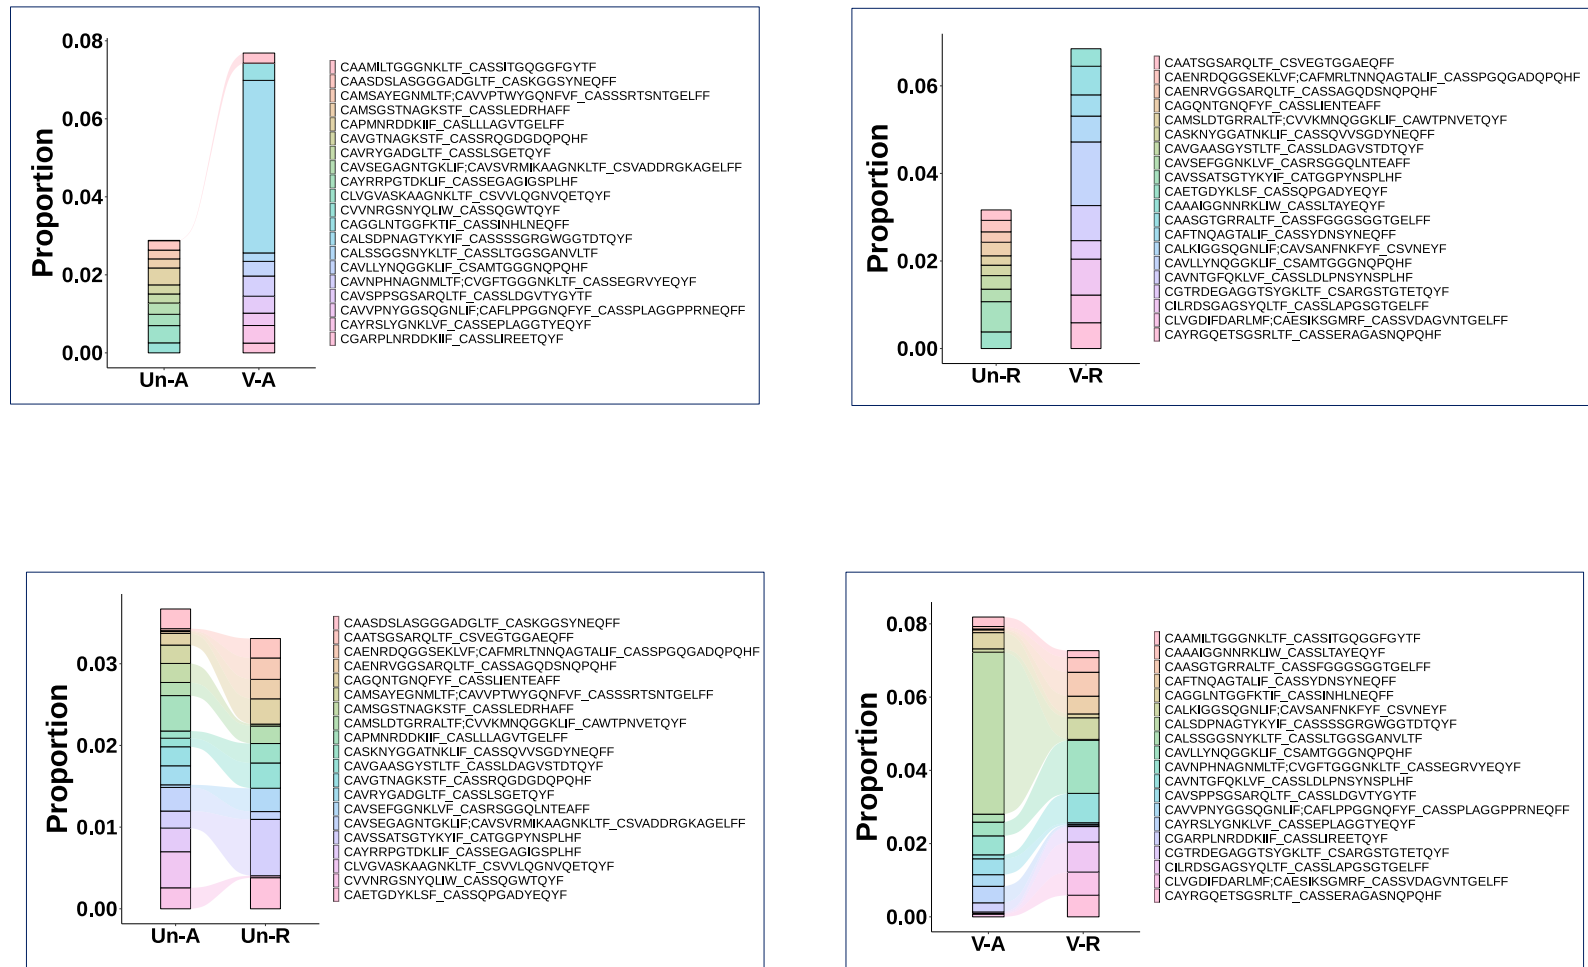 Proportion
0.08
0.06
0.04
0.02
0.00
Un-A
V-A
CAAMILTGGGNKLTF_CASSITGQGGFGYTF
CAASDSLASGGGADGLTF_CASKGGSYNEQFF
CAMSAYEGNMLTF;CAVVPTWYGQNFVF_CASSSRTSNTGELFF
CAMSGSTNAGKSTF_CASSLEDRHAFF
CAPMNRDDKIIF_CASLLLAGVTGELFF
CAVGTNAGKSTF_CASSRQGDGDQPQHF
CAVRYGADGLTF_CASSLSGETQYF
CAVSEGAGNTGKLIF;CAVSVRMIKAAGNKLTF_CSVADDRGKAGELFF
CAYRRPGTDKLIF_CASSEGAGIGSPLHF
CLVGVASKAAGNKLTF_CSVVLQGNVQETQYF
CVVNRGSNYQLIW_CASSQGWTQYF
CAGGLNTGGFKTIF_CASSINHLNEQFF
CALSDPNAGTYKYIF_CASSSSGRGWGGTDTQYF
CALSSGGSNYKLTF_CASSLTGGSGANVLTF
CAVLLYNQGGKLIF_CSAMTGGGNQPQHF
CAVNPHNAGNMLTF;CVGFTGGGNKLTF_CASSEGRVYEQYF
CAVSPPSGSARQLTF_CASSLDGVTYGYTF
CAVVPNYGGSQGNLIF;CAFLPPGGNQFYF_CASSPLAGGPPRNEQFF
CAYRSLYGNKLVF_CASSEPLAGGTYEQYF
CGARPLNRDDKIIF_CASSLIREETQYF
Proportion
0.06
0.04
0.02
0.00
Un-R
V-R
CAATSGSARQLTF_CSVEGTGGAEQFF
CAENRDQGGSEKLVF;CAFMRLTNNQAGTALIF_CASSPGQGADQPQHF
CAENRVGGSARQLTF_CASSAGQDSNQPQHF
CAGQNTGNQFYF_CASSLIENTEAFF
CAMSLDTGRRALTF;CVVKMNQGGKLIF_CAWTPNVETQYF
CASKNYGGATNKLIF_CASSQVVSGDYNEQFF
CAVGAASGYSTLTF_CASSLDAGVSTDTQYF
CAVSEFGGNKLVF_CASRSGGQLNTEAFF
CAVSSATSGTYKYIF_CATGGPYNSPLHF
CAETGDYKLSF_CASSQPGADYEQYF
CAAAIGGNNRKLIW_CASSLTAYEQYF
CAASGTGRRALTF_CASSFGGGSGGTGELFF
CAFTNQAGTALIF_CASSYDNSYNEQFF
CALKIGGSQGNLIF;CAVSANFNKFYF_CSVNEYF
CAVLLYNQGGKLIF_CSAMTGGGNQPQHF
CAVNTGFQKLVF_CASSLDLPNSYNSPLHF
CGTRDEGAGGTSYGKLTF_CSARGSTGTETQYF
CILRDSGAGSYQLTF_CASSLAPGSGTGELFF
CLVGDIFDARLMF;CAESIKSGMRF_CASSVDAGVNTGELFF
CAYRGQETSGSRLTF_CASSERAGASNQPQHF
Proportion
0.03
0.02
0.01
0.00
Un-A
Un-R
CAASDSLASGGGADGLTF_CASKGGSYNEQFF
CAATSGSARQLTF_CSVEGTGGAEQFF
CAENRDQGGSEKLVF;CAFMRLTNNQAGTALIF_CASSPGQGADQPQHF
CAENRVGGSARQLTF_CASSAGQDSNQPQHF
CAGQNTGNQFYF_CASSLIENTEAFF
CAMSAYEGNMLTF;CAVVPTWYGQNFVF_CASSSRTSNTGELFF
CAMSGSTNAGKSTF_CASSLEDRHAFF
CAMSLDTGRRALTF;CVVKMNQGGKLIF_CAWTPNVETQYF
CAPMNRDDKIIF_CASLLLAGVTGELFF
CASKNYGGATNKLIF_CASSQVVSGDYNEQFF
CAVGAASGYSTLTF_CASSLDAGVSTDTQYF
CAVGTNAGKSTF_CASSRQGDGDQPQHF
CAVRYGADGLTF_CASSLSGETQYF
CAVSEFGGNKLVF_CASRSGGQLNTEAFF
CAVSEGAGNTGKLIF;CAVSVRMIKAAGNKLTF_CSVADDRGKAGELFF
CAVSSATSGTYKYIF_CATGGPYNSPLHF
CAYRRPGTDKLIF_CASSEGAGIGSPLHF
CLVGVASKAAGNKLTF_CSVVLQGNVQETQYF
CVVNRGSNYQLIW_CASSQGWTQYF
CAETGDYKLSF_CASSQPGADYEQYF
Proportion
0.08
0.06
0.04
0.02
0.00
V-A
V-R
CAAMILTGGGNKLTF_CASSITGQGGFGYTF
CAAAIGGNNRKLIW_CASSLTAYEQYF
CAASGTGRRALTF_CASSFGGGSGGTGELFF
CAFTNQAGTALIF_CASSYDNSYNEQFF
CAGGLNTGGFKTIF_CASSINHLNEQFF
CALKIGGSQGNLIF;CAVSANFNKFYF_CSVNEYF
CALSDPNAGTYKYIF_CASSSSGRGWGGTDTQYF
CALSSGGSNYKLTF_CASSLTGGSGANVLTF
CAVLLYNQGGKLIF_CSAMTGGGNQPQHF
CAVNPHNAGNMLTF;CVGFTGGGNKLTF_CASSEGRVYEQYF
CAVNTGFQKLVF_CASSLDLPNSYNSPLHF
CAVSPPSGSARQLTF_CASSLDGVTYGYTF
CAVVPNYGGSQGNLIF;CAFLPPGGNQFYF_CASSPLAGGPPRNEQFF
CAYRSLYGNKLVF_CASSEPLAGGTYEQYF
CGARPLNRDDKIIF_CASSLIREETQYF
CGTRDEGAGGTSYGKLTF_CSARGSTGTETQYF
CILRDSGAGSYQLTF_CASSLAPGSGTGELFF
CLVGDIFDARLMF;CAESIKSGMRF_CASSVDAGVNTGELFF
CAYRGQETSGSRLTF_CASSERAGASNQPQHF